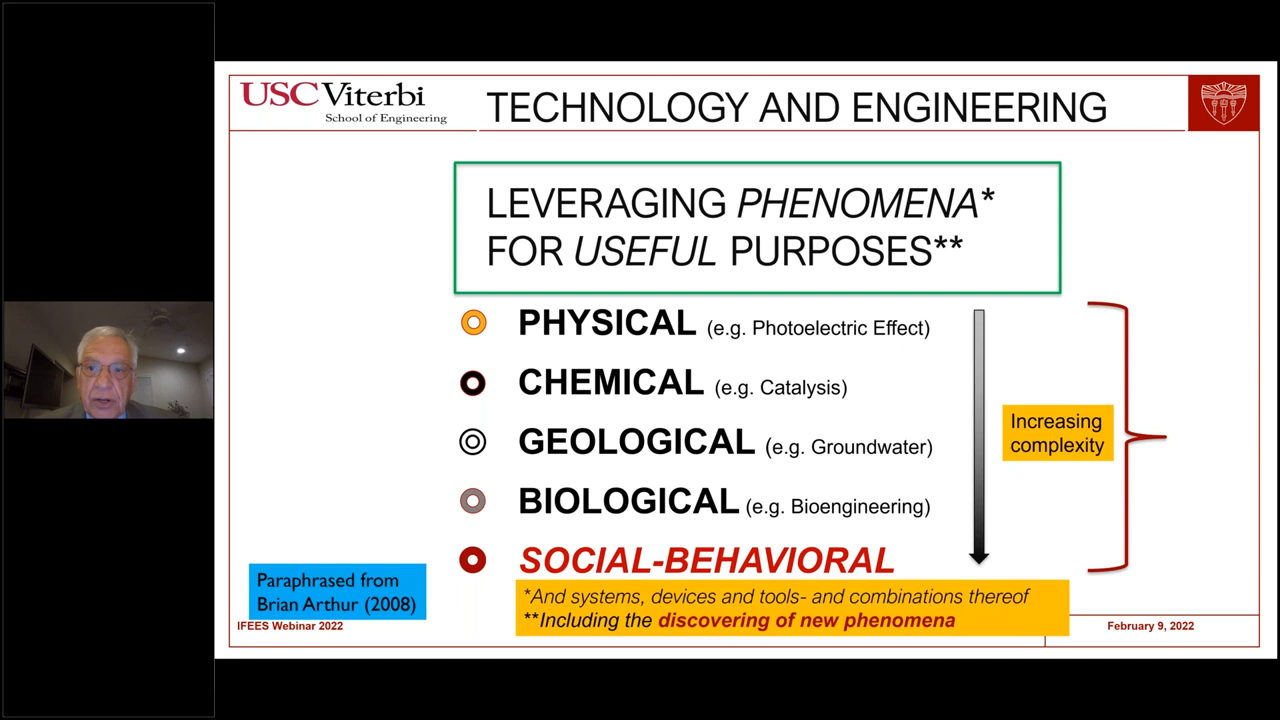 USC Viterbi
School of Engineering
TECHNOLOGY AND ENGINEERING
LEVERAGING PHENOMENA*
FOR USEFUL PURPOSES**
PHYSICAL (e.g. Photoelectric Effect)
CHEMICAL (e.g. Catalysis)
GEOLOGICAL (e.g. Groundwater)
BIOLOGICAL (e.g. Bioengineering)
SOCIAL-BEHAVIORAL
Increasing
complexity
Paraphrased from
Brian Arthur (2008)
*And systems, devices and tools- and combinations thereof
**Including the discovering of new phenomena
IFEES Webinar 2022
February 9, 2022